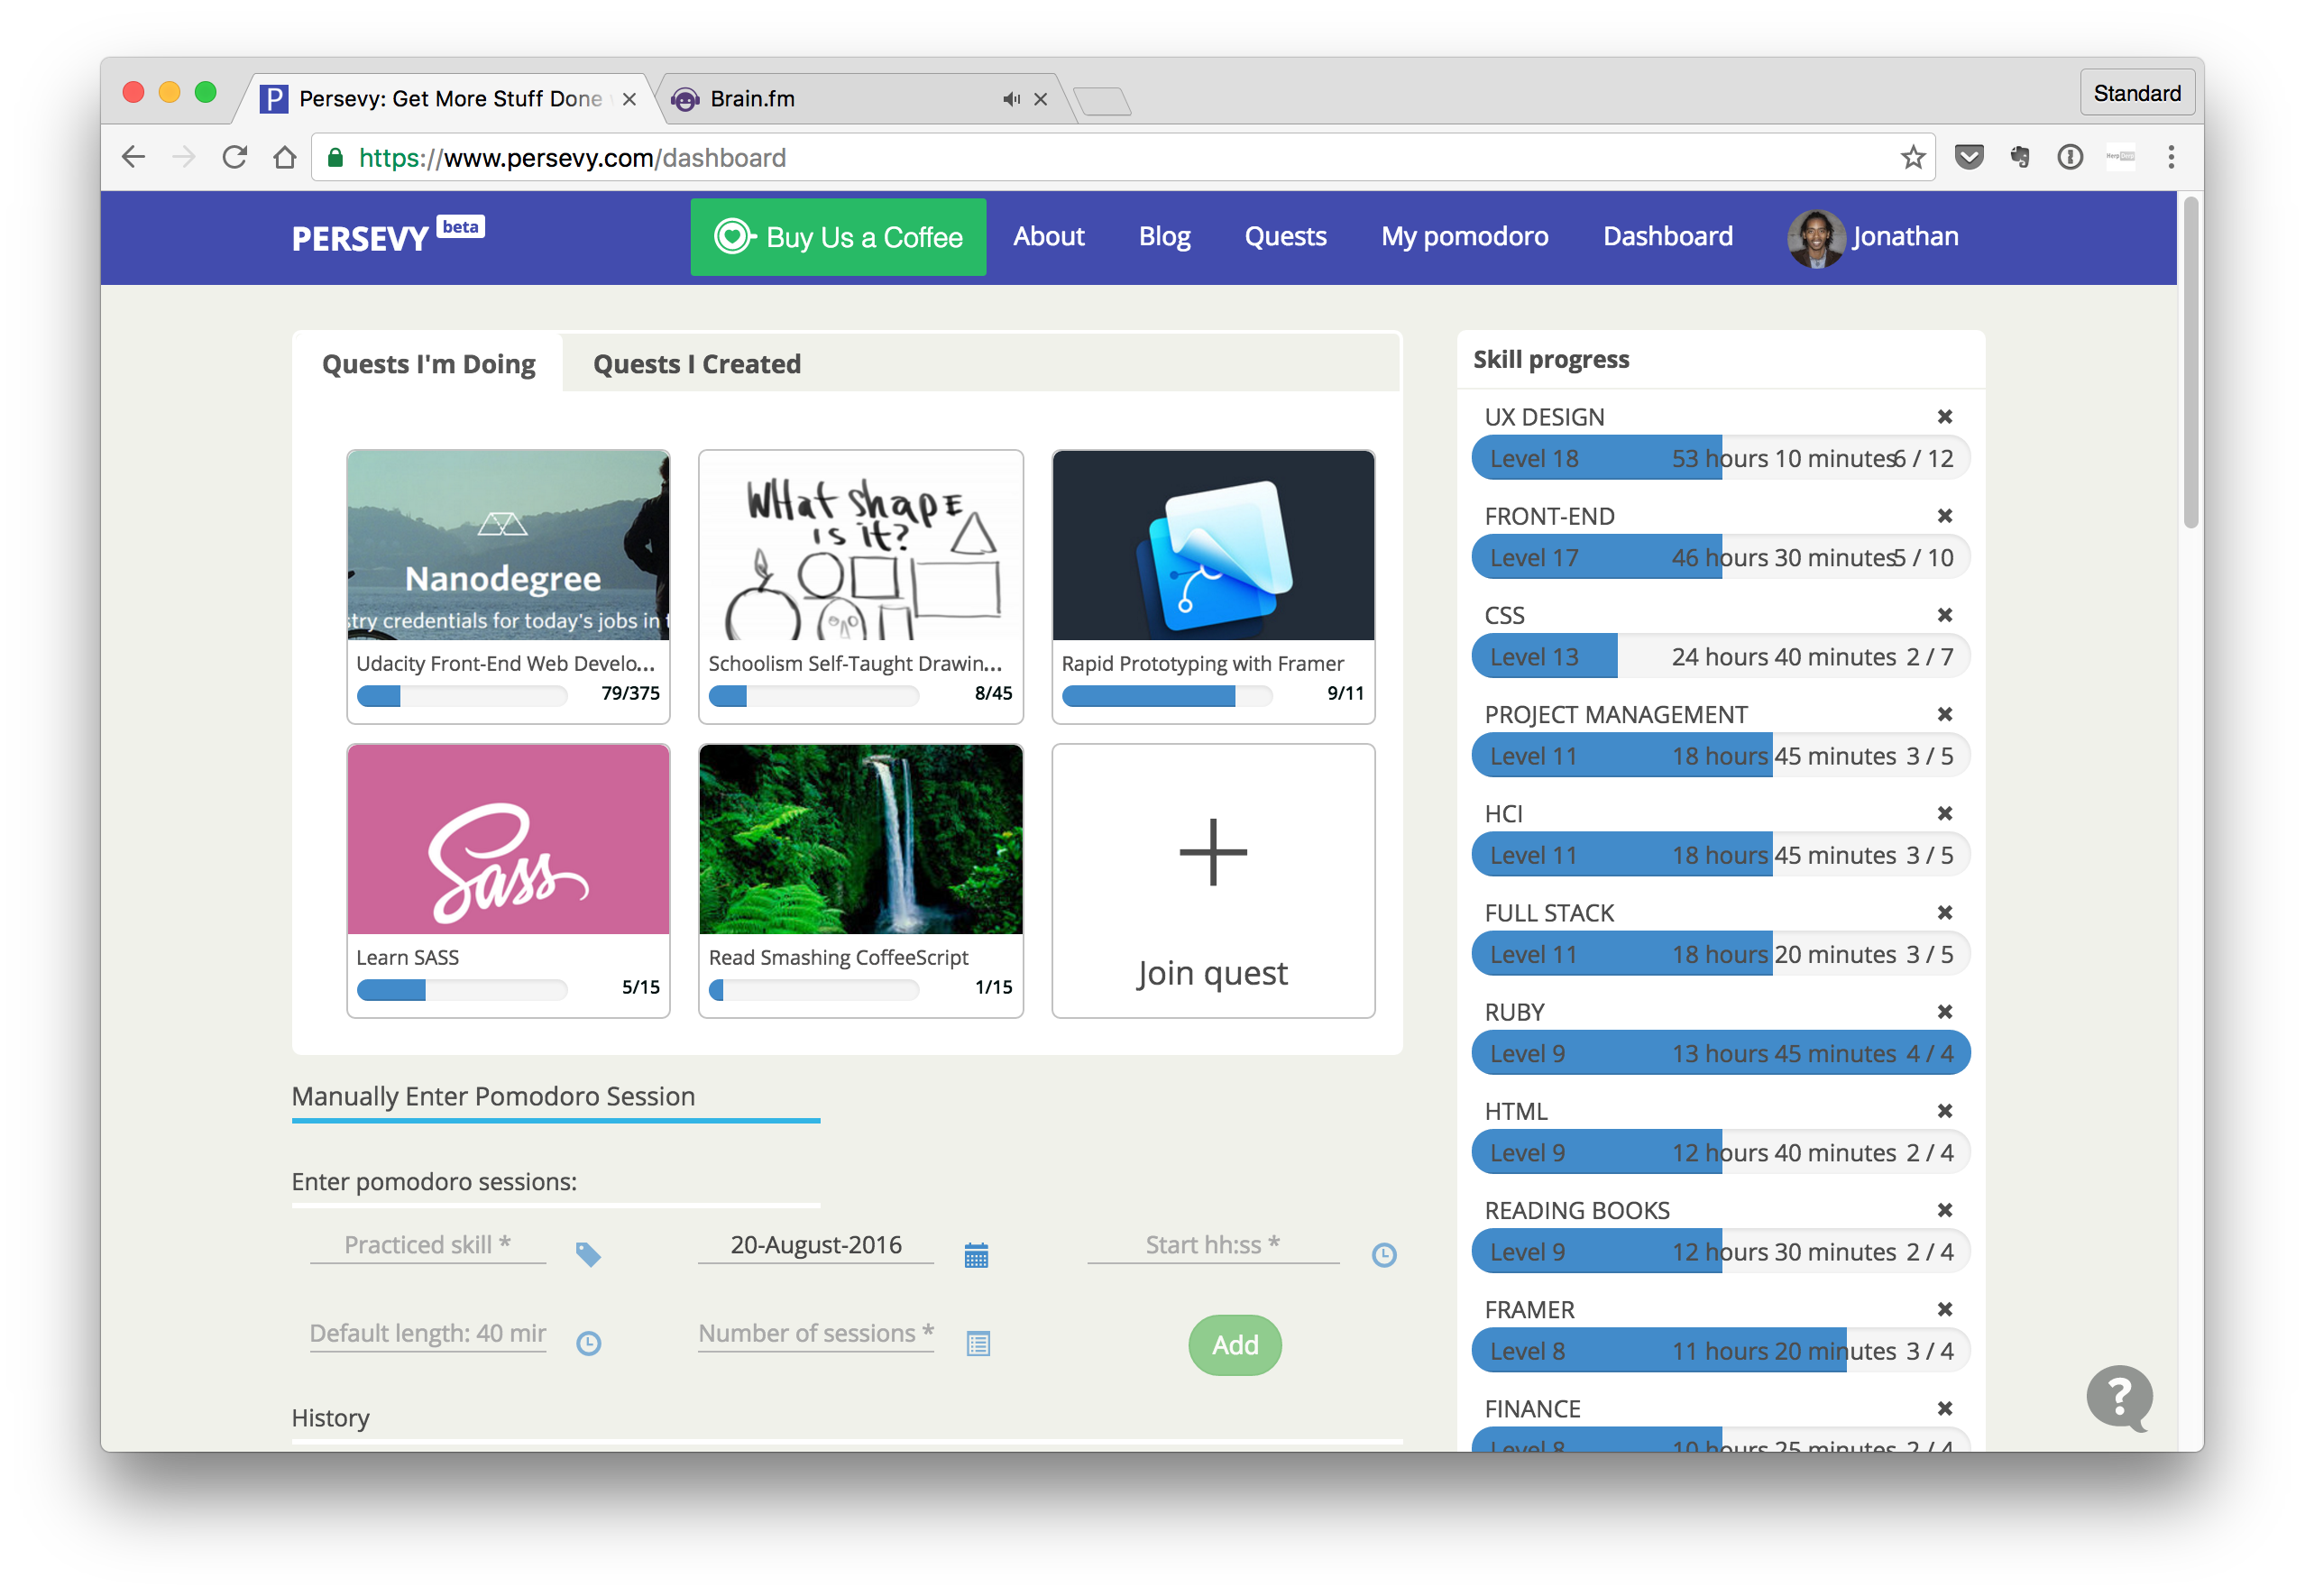 Persevy: Get More Stuff Done
Brain.fm
Standard
https://www.persevy.com/dashboard
PERSEVY beta
Buy Us a Coffee
About
Blog
Quests
My pomodoro
Dashboard
Jonathan
Quests I'm Doing
Quests I Created
Nanodegree
try credentials for today's jobs in t
Udacity Front-End Web Develo...
79/375
What shape
is it?
Schoolism Self-Taught Drawin...
8/45
Rapid Prototyping with Framer
9/11
Sass
Learn SASS
5/15
Read Smashing CoffeeScript
1/15
Join quest
Manually Enter Pomodoro Session
Enter pomodoro sessions:
Practiced skill *
20-August-2016
Start hh:ss *
Default length: 40 mir
Number of sessions *
Add
History
Skill progress
UX DESIGN
Level 18 53 hours 10 minutes 6 / 12
FRONT-END
Level 17 46 hours 30 minutes 5 / 10
CSS
Level 13 24 hours 40 minutes 2 / 7
PROJECT MANAGEMENT
Level 11 18 hours 45 minutes 3 / 5
HCI
Level 11 18 hours 45 minutes 3 / 5
FULL STACK
Level 11 18 hours 20 minutes 3 / 5
RUBY
Level 9 13 hours 45 minutes 4 / 4
HTML
Level 9 12 hours 40 minutes 2 / 4
READING BOOKS
Level 9 12 hours 30 minutes 2 / 4
FRAMER
Level 8 11 hours 20 minutes 3 / 4
FINANCE
Level 8 10 hours 25 minutes 2 / 4